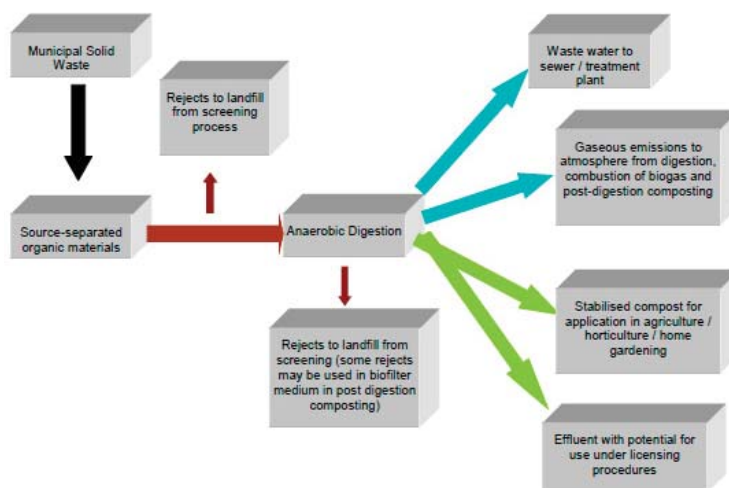 Municipal Solid
Waste
Rejects to landfill
from screening
process
Source-separated
organic materials
Anaerobic Digestion
Rejects to landfill from
screening (some rejects
may be used in biofilter
medium in post digestion
composting)
Waste water to
sewer / treatment
plant
Gaseous emissions to
atmosphere from digestion,
combustion of biogas and
post-digestion composting
Stabilised compost for
application in agriculture /
horticulture / home
gardening
Effluent with potential for
use under licensing
procedures